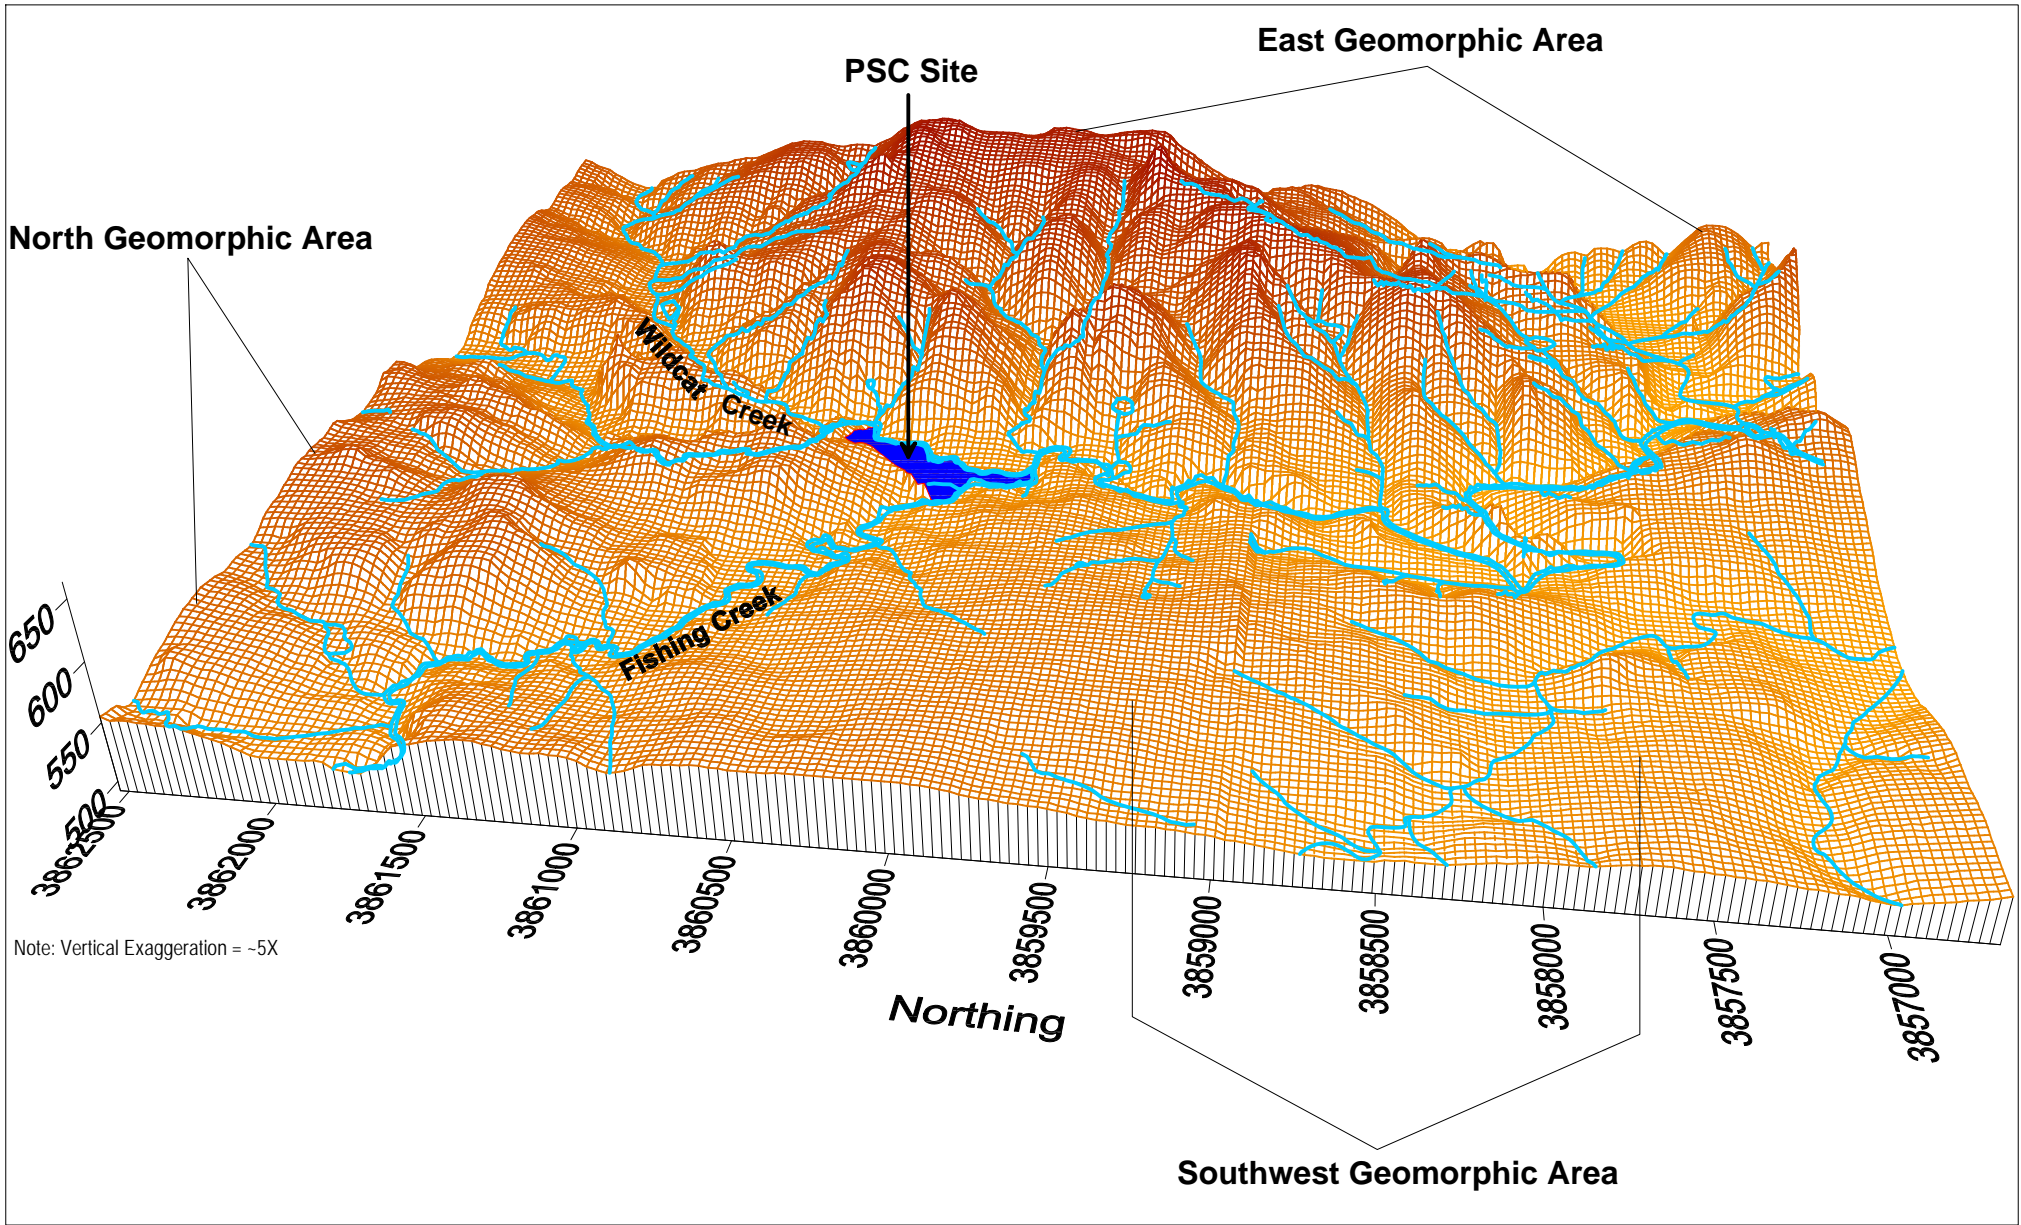 East Geomorphic Area
PSC Site
North Geomorphic Area
Wildcat Creek
Fishing Creek
650
600
550
500
3862500
3862000
3861500
3861000
3860500
3860000
3859500
3859000
3858500
3858000
3857500
3857000
Note: Vertical Exaggeration = ~5X
Northing
Southwest Geomorphic Area